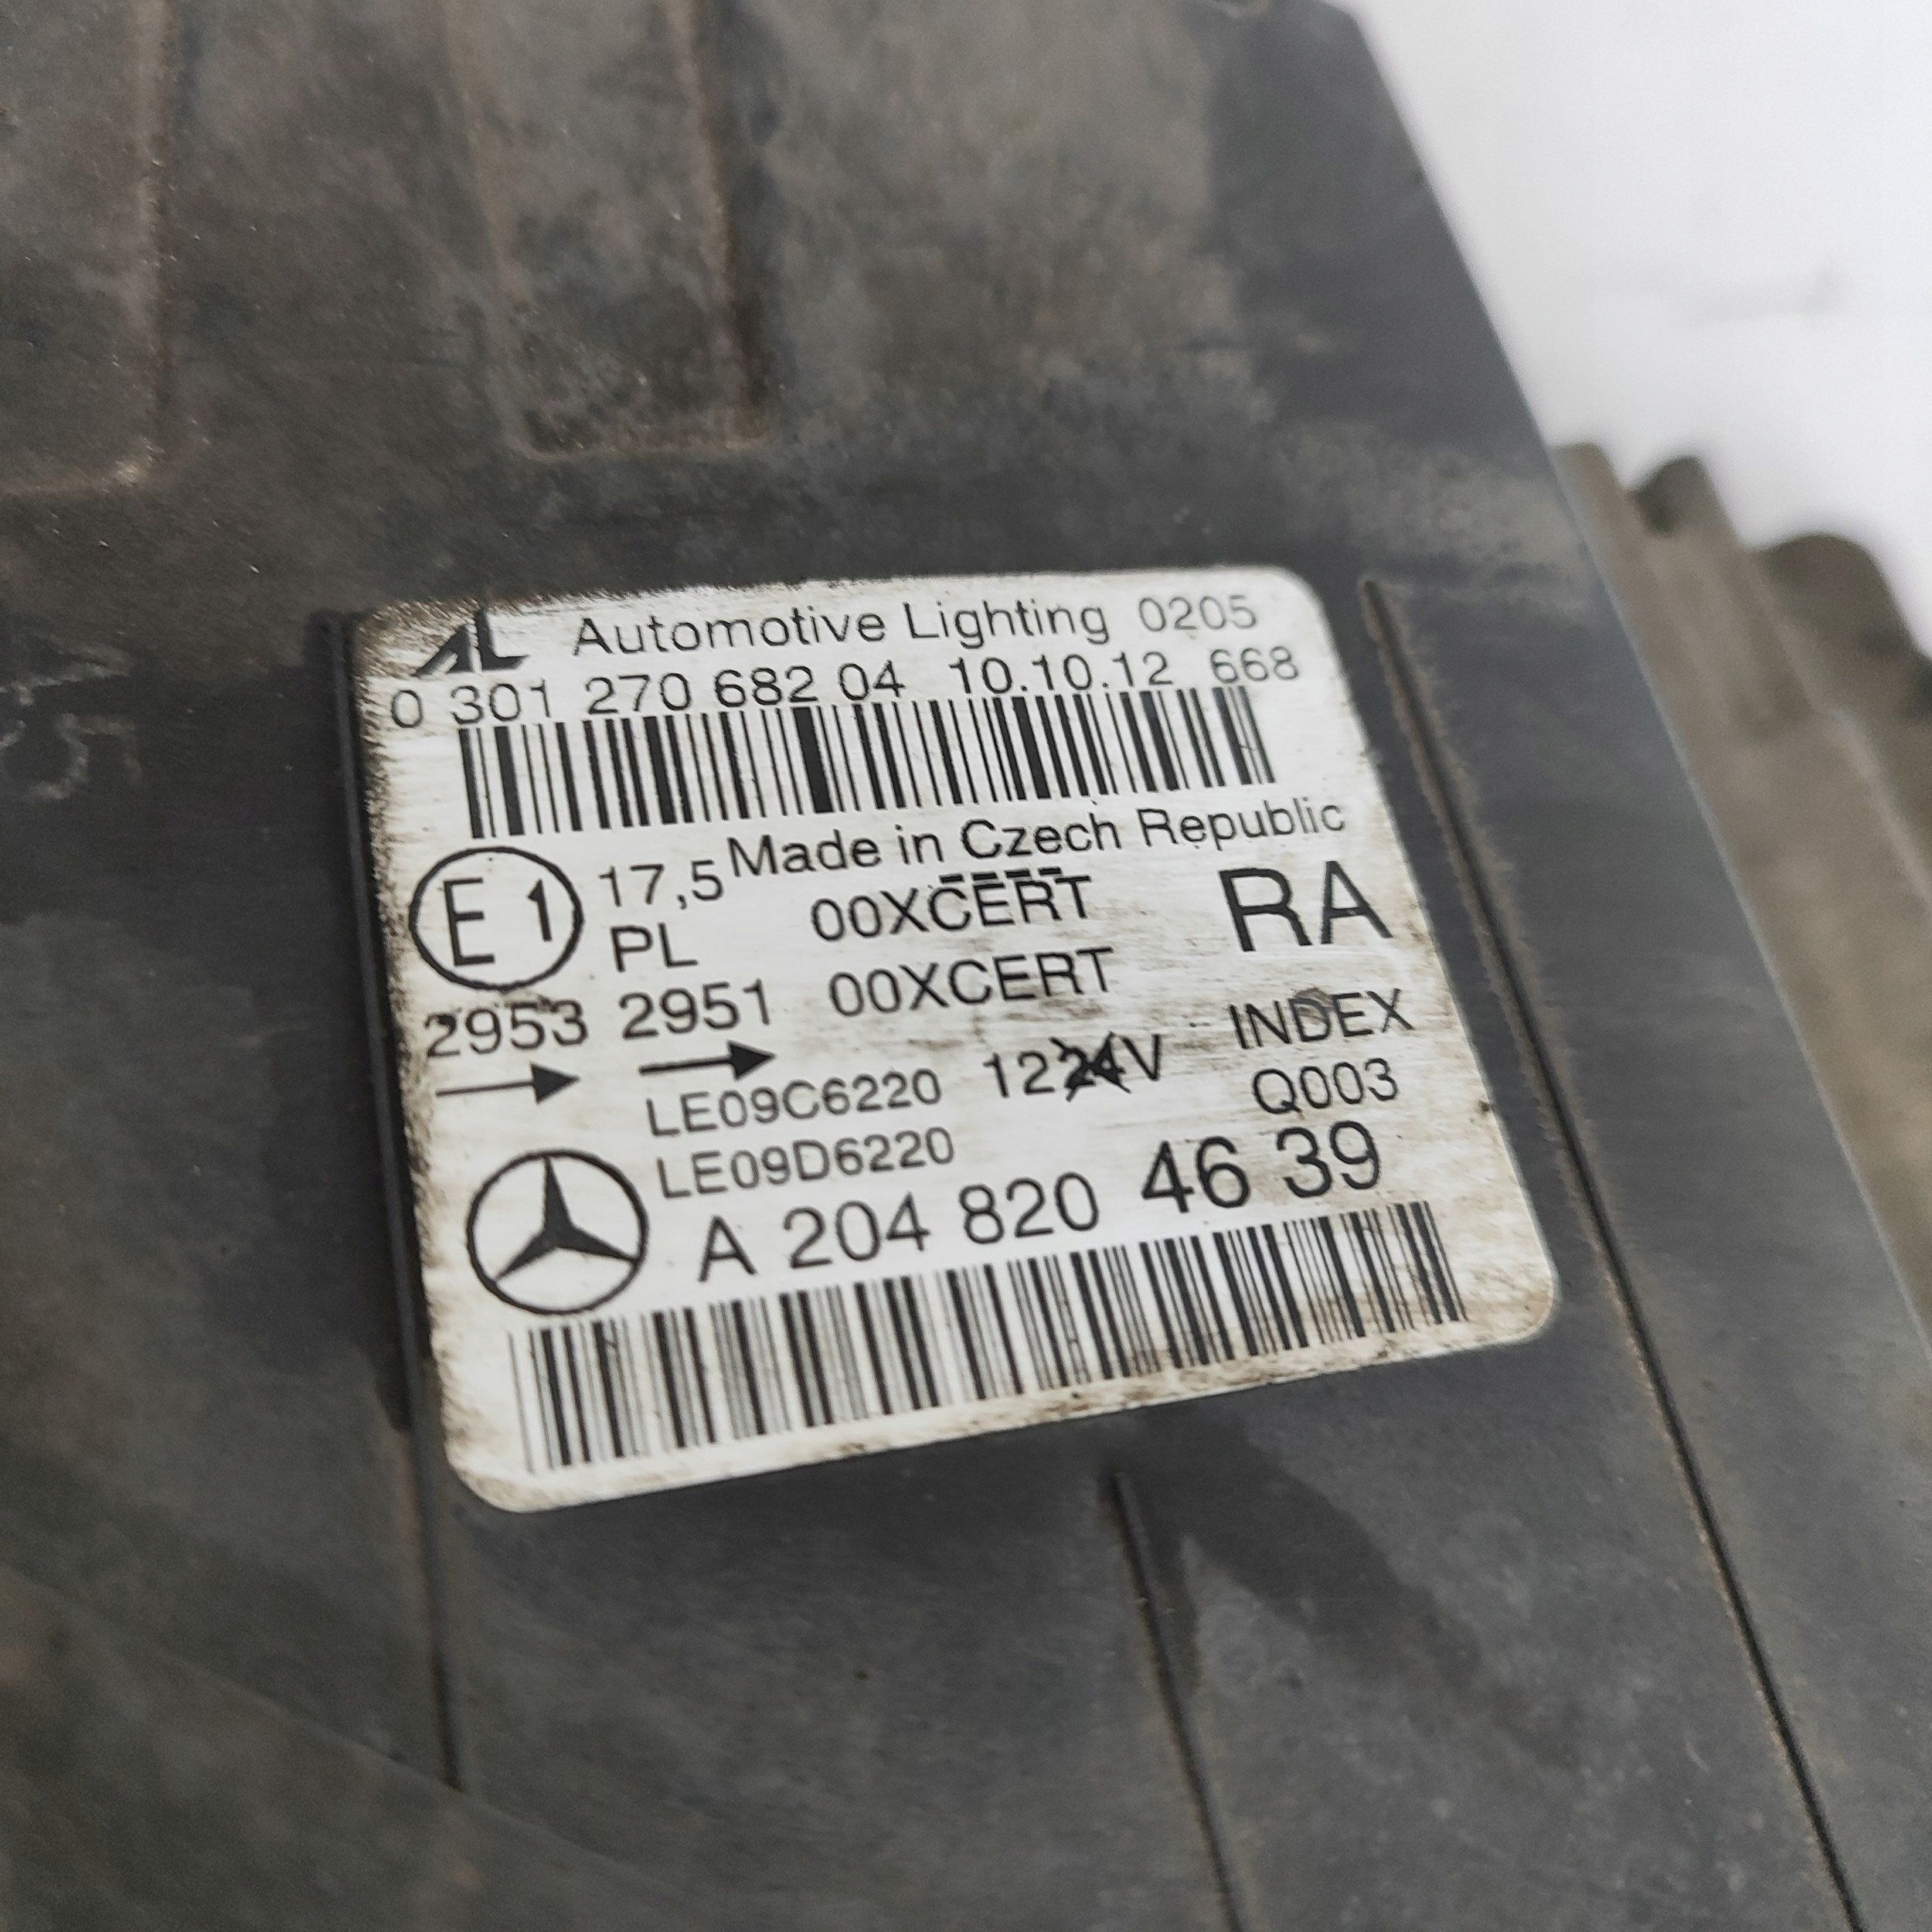 AL Automotive Lighting 0205
0 301 270 682 04 10.10.12 668
Made in Czech Republic
E1 17,5 00XCERT RA
PL
2953 2951 00XCERT INDEX
LE09C6220 1224V Q003
LE09D6220
A 204 820 46 39